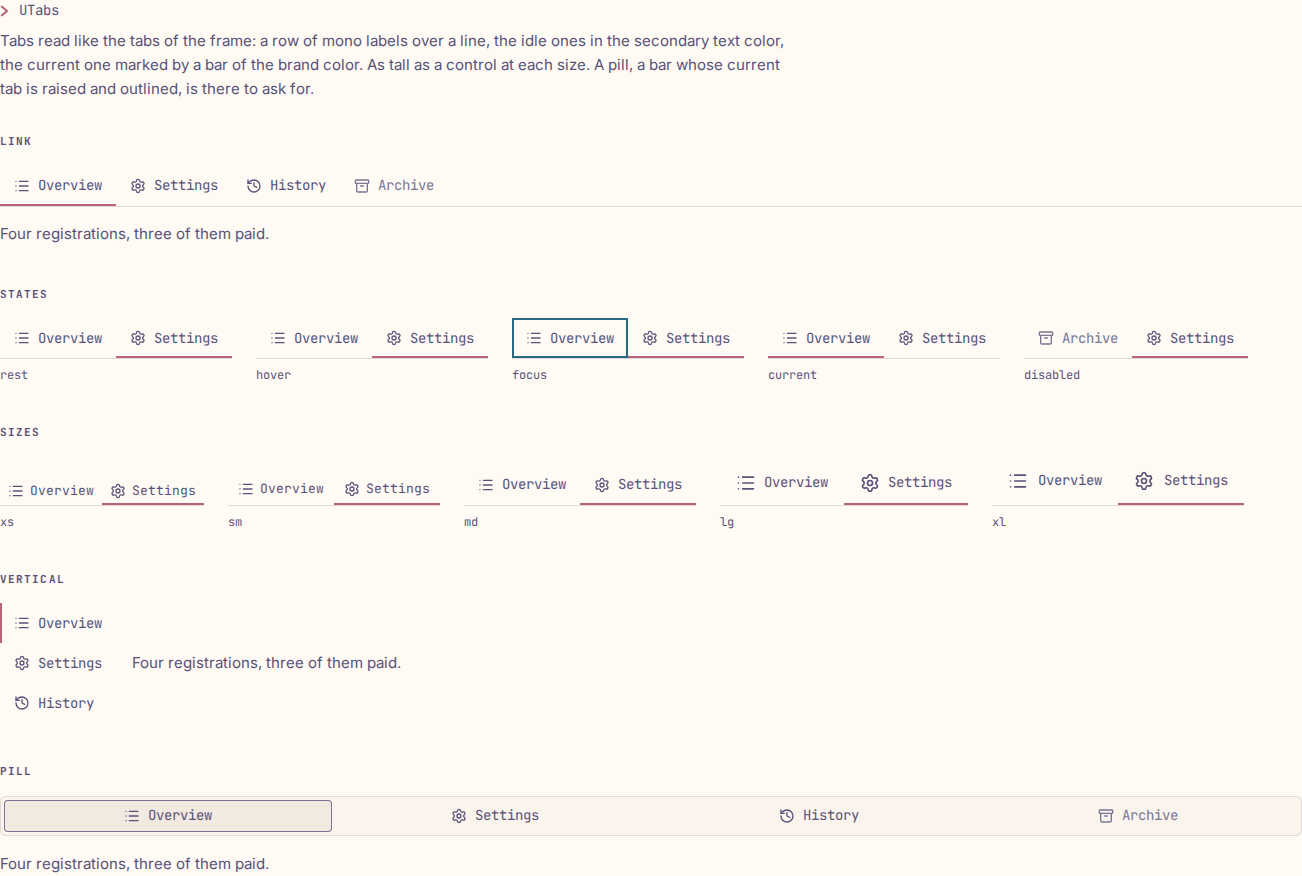 UTabs
Tabs read like the tabs of the frame: a row of mono labels over a line, the idle ones in the secondary text color,
the current one marked by a bar of the brand color. As tall as a control at each size. A pill, a bar whose current
tab is raised and outlined, is there to ask for.
LINK
Overview Settings History Archive
Four registrations, three of them paid.
STATES
Overview Settings Overview Settings Overview Settings Overview Settings Archive Settings
rest hover focus current disabled
SIZES
Overview Settings Overview Settings Overview Settings Overview Settings Overview Settings
xs sm md lg xl
VERTICAL
Overview
Settings Four registrations, three of them paid.
History
PILL
Overview Settings History Archive
Four registrations, three of them paid.